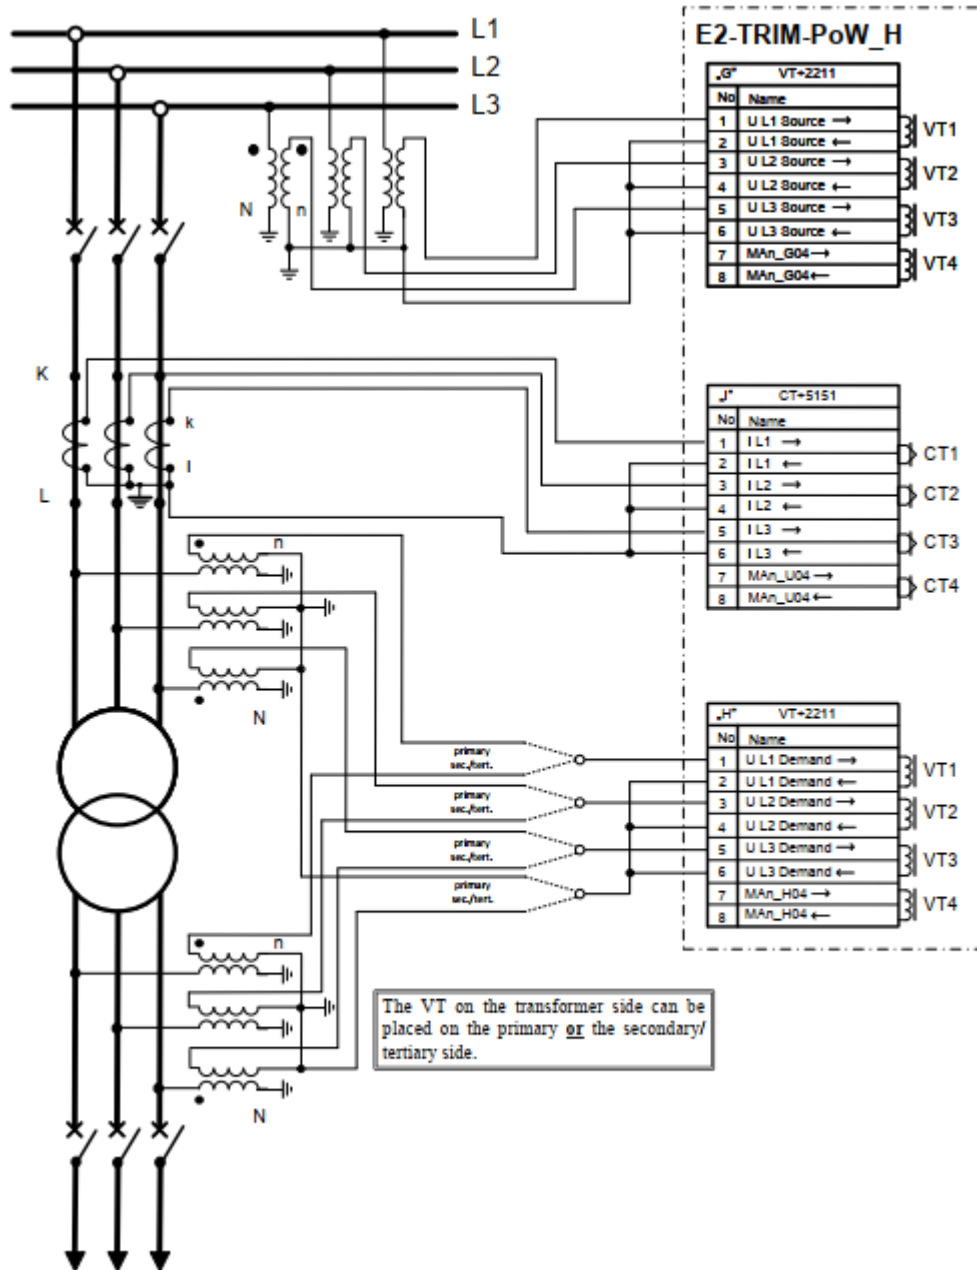 L1
L2
L3
E2-TRIM-PoW_H
„G" VT+2211
No Name
1 U L1 Source →
2 U L1 Source ←
3 U L2 Source →
4 U L2 Source ←
5 U L3 Source →
6 U L3 Source ←
7 MAn_G04 →
8 MAn_G04 ←
VT1
VT2
VT3
VT4
N
n
K
k
l
L
„I" CT+5151
No Name
1 I L1 →
2 I L1 ←
3 I L2 →
4 I L2 ←
5 I L3 →
6 I L3 ←
7 MAn_U04 →
8 MAn_U04 ←
CT1
CT2
CT3
CT4
n
N
primary
sec./tert.
primary
sec./tert.
primary
sec./tert.
primary
sec./tert.
„H" VT+2211
No Name
1 U L1 Demand →
2 U L1 Demand ←
3 U L2 Demand →
4 U L2 Demand ←
5 U L3 Demand →
6 U L3 Demand ←
7 MAn_H04 →
8 MAn_H04 ←
VT1
VT2
VT3
VT4
n
N
The VT on the transformer side can be
placed on the primary or the secondary/
tertiary side.